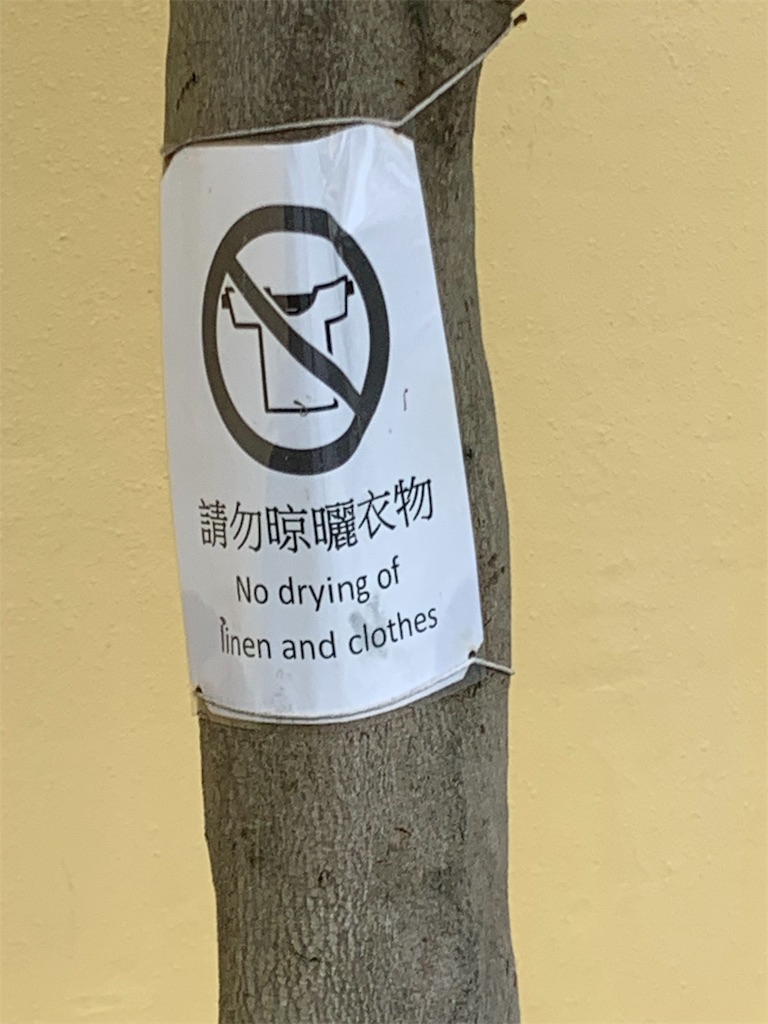 請勿晾曬衣物
No drying of
linen and clothes